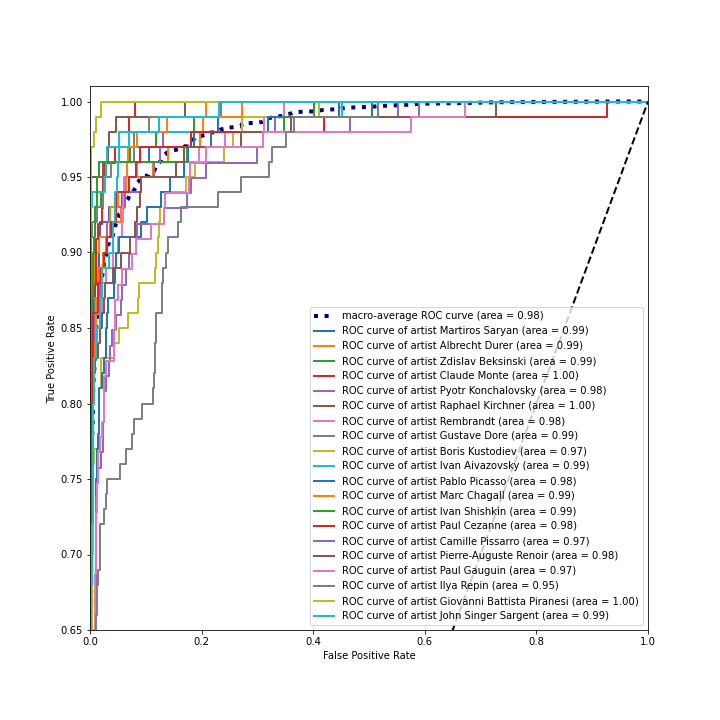 1.00
0.95
0.90
0.85
0.80
0.75
0.70
0.65
True Positive Rate
macro-average ROC curve (area = 0.98)
ROC curve of artist Martiros Saryan (area = 0.99)
ROC curve of artist Albrecht Durer (area = 0.99)
ROC curve of artist Zdislav Beksinski (area = 0.99)
ROC curve of artist Claude Monte (area = 1.00)
ROC curve of artist Pyotr Konchalovsky (area = 0.98)
ROC curve of artist Raphael Kirchner (area = 1.00)
ROC curve of artist Rembrandt (area = 0.98)
ROC curve of artist Gustave Dore (area = 0.99)
ROC curve of artist Boris Kustodiev (area = 0.97)
ROC curve of artist Ivan Aivazovsky (area = 0.99)
ROC curve of artist Pablo Picasso (area = 0.98)
ROC curve of artist Marc Chagall (area = 0.99)
ROC curve of artist Ivan Shishkin (area = 0.99)
ROC curve of artist Paul Cezanne (area = 0.98)
ROC curve of artist Camille Pissarro (area = 0.97)
ROC curve of artist Pierre-Auguste Renoir (area = 0.98)
ROC curve of artist Paul Gauguin (area = 0.97)
ROC curve of artist Ilya Repin (area = 0.95)
ROC curve of artist Giovanni Battista Piranesi (area = 1.00)
ROC curve of artist John Singer Sargent (area = 0.99)
0.0 0.2 0.4 0.6 0.8 1.0
False Positive Rate